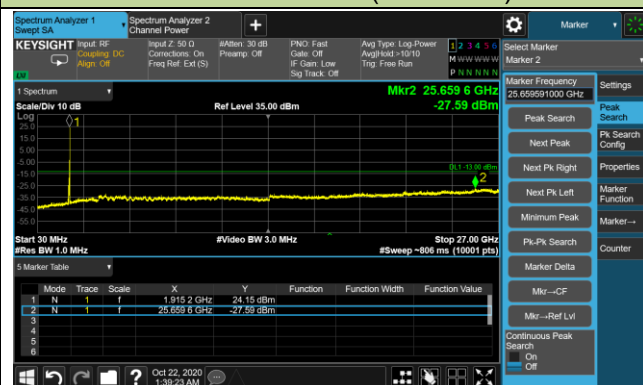 Spectrum Analyzer 1
Swept SA
Spectrum Analyzer 2
Channel Power
Marker
KEYSIGHT
Input: RF
Coupling: DC
Align: Off
Input Z: 50 Ω
Corrections: On
Freq Ref: Ext (S)
#Atten: 30 dB
Preamp: Off
PNO: Fast
Gate: Off
IF Gain: Low
Sig Track: Off
Avg Type: Log-Power
Avg|Hold:>10/10
Trig: Free Run
1 2 3 4 5 6
M W W W W W
P N N N N N
Select Marker
Marker 2
1 Spectrum
Scale/Div 10 dB
Ref Level 35.00 dBm
Mkr2 25.659 6 GHz
-27.59 dBm
Log
25.0
15.0
5.00
-5.00
-15.0
-25.0
-35.0
-45.0
-55.0
1
DL1 -13.00 dBm
2
Start 30 MHz
#Res BW 1.0 MHz
#Video BW 3.0 MHz
Stop 27.00 GHz
#Sweep ~806 ms (10001 pts)
5 Marker Table
Mode Trace Scale X Y Function Function Width Function Value
1 N 1 f 1.915 2 GHz 24.15 dBm
2 N 1 f 25.659 6 GHz -27.59 dBm
3
4
5
6
Marker Frequency
25.659591000 GHz
Peak Search
Next Peak
Next Pk Right
Next Pk Left
Minimum Peak
Pk-Pk Search
Marker Delta
Mkr→CF
Mkr→Ref Lvl
Continuous Peak
Search
On
Off
Settings
Peak
Search
Pk Search
Config
Properties
Marker
Function
Marker→
Counter
?
Oct 22, 2020
1:39:23 AM